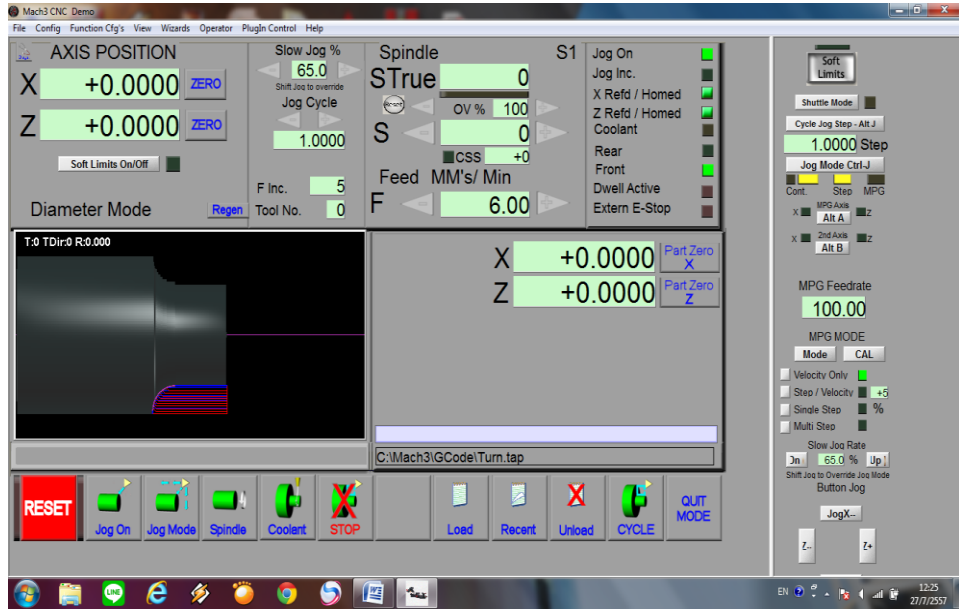 Mach3 CNC Demo
File Config Function Cfg's View Wizards Operator PlugIn Control Help
AXIS POSITION
X +0.0000 ZERO
Z +0.0000 ZERO
Soft Limits On/Off
Diameter Mode Regen
Slow Jog %
65.0
Shift Jog to override
Jog Cycle
1.0000
F Inc. 5
Tool No. 0
Spindle S1
STrue 0
Reset OV % 100
S 0
CSS +0
Feed MM's/ Min
F 6.00
Jog On
Jog Inc.
X Refd / Homed
Z Refd / Homed
Coolant
Rear
Front
Dwell Active
Extern E-Stop
T:0 TDir:0 R:0.000
X +0.0000 Part Zero X
Z +0.0000 Part Zero Z
C:\Mach3\GCode\Turn.tap
RESET
Jog On
Jog Mode
Spindle
Coolent
STOP
Load
Recent
Unload
CYCLE
QUIT MODE
Soft Limits
Shuttle Mode
Cycle Jog Step - Alt J
1.0000 Step
Jog Mode Ctrl-J
Cont. Step MPG
MPG Axis
X Alt A Z
2nd Axis
X Alt B Z
MPG Feedrate
100.00
MPG MODE
Mode CAL
Velocity Only
Step / Velocity +5
Single Step %
Multi Step
Slow Jog Rate
Dn 65.0 % Up
Shift Jog to Override Jog Mode
Button Jog
JogX--
Z-- Z+
LINE
EN 12:25
27/7/2557